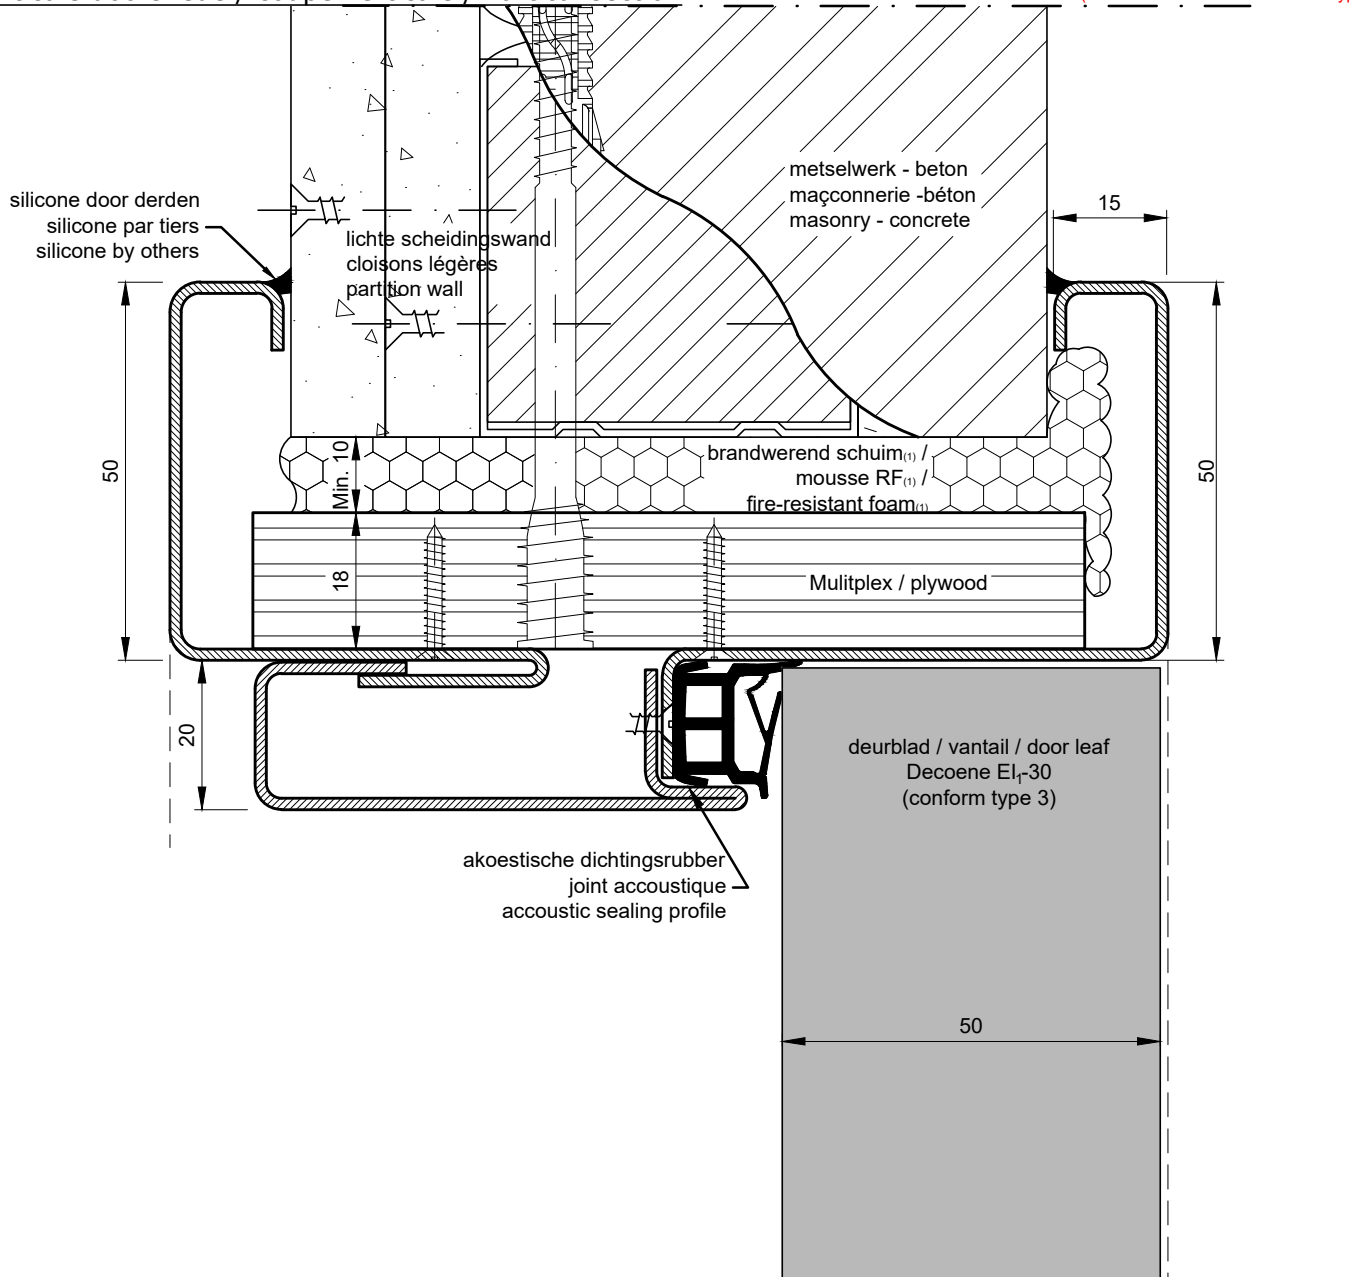 silicone door derden
silicone par tiers
silicone by others
lichte scheidingswand
cloisons légères
partition wall
metselwerk - beton
maçconnerie -béton
masonry - concrete
15
50
50
Min. 10
brandwerend schuim(1) /
mousse RF(1) /
fire-resistant foam(1)
18
Mulitplex / plywood
20
deurblad / vantail / door leaf
Decoene EI1-30
(conform type 3)
akoestische dichtingsrubber
joint accoustique
accoustic sealing profile
50